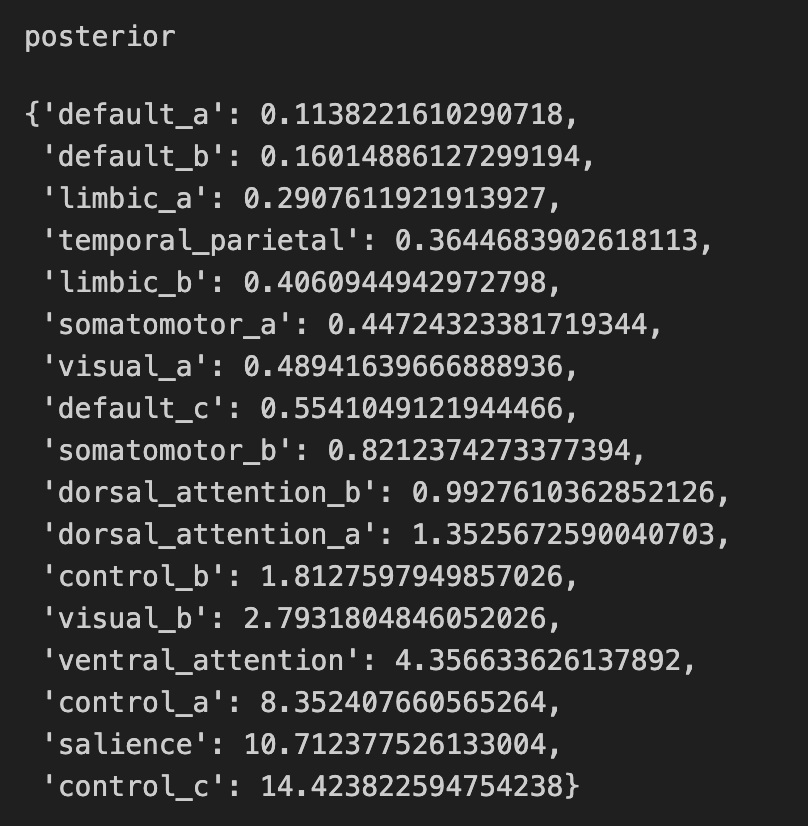 posterior
{'default_a': 0.1138221610290718,
'default_b': 0.16014886127299194,
'limbic_a': 0.2907611921913927,
'temporal_parietal': 0.3644683902618113,
'limbic_b': 0.4060944942972798,
'somatomotor_a': 0.44724323381719344,
'visual_a': 0.48941639666888936,
'default_c': 0.5541049121944466,
'somatomotor_b': 0.8212374273377394,
'dorsal_attention_b': 0.9927610362852126,
'dorsal_attention_a': 1.3525672590040703,
'control_b': 1.8127597949857026,
'visual_b': 2.7931804846052026,
'ventral_attention': 4.356633626137892,
'control_a': 8.352407660565264,
'salience': 10.712377526133004,
'control_c': 14.423822594754238}